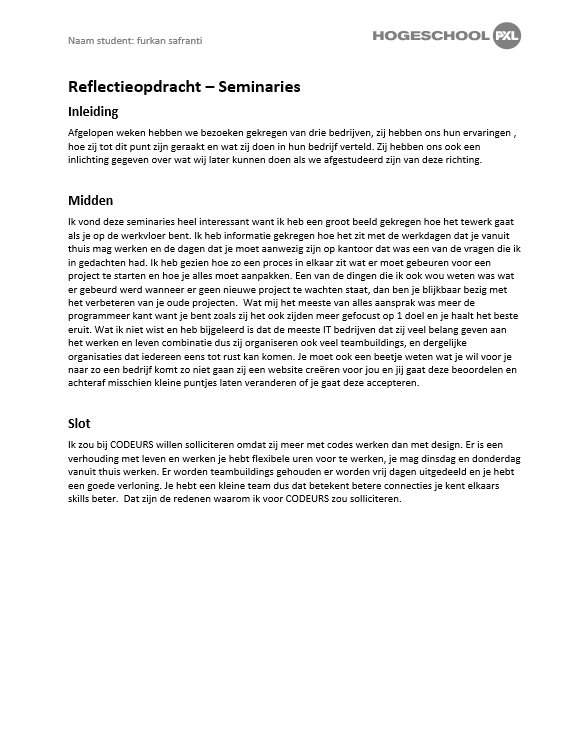 Naam student: furkan safranti
HOGESCHOOL PXL
Reflectieopdracht – Seminaries
Inleiding
Afgelopen weken hebben we bezoeken gekregen van drie bedrijven, zij hebben ons hun ervaringen ,
hoe zij tot dit punt zijn geraakt en wat zij doen in hun bedrijf verteld. Zij hebben ons ook een
inlichting gegeven over wat wij later kunnen doen als we afgestudeerd zijn van deze richting.
Midden
Ik vond deze seminaries heel interessant want ik heb een groot beeld gekregen hoe het tewerk gaat
als je op de werkvloer bent. Ik heb informatie gekregen hoe het zit met de werkdagen dat je vanuit
thuis mag werken en de dagen dat je moet aanwezig zijn op kantoor dat was een van de vragen die ik
in gedachten had. Ik heb gezien hoe zo een proces in elkaar zit wat er moet gebeuren voor een
project te starten en hoe je alles moet aanpakken. Een van de dingen die ik ook wou weten was wat
er gebeurd werd wanneer er geen nieuwe project te wachten staat, dan ben je blijkbaar bezig met
het verbeteren van je oude projecten.  Wat mij het meeste van alles aansprak was meer de
programmeer kant want je bent zoals zij het ook zijden meer gefocust op 1 doel en je haalt het beste
eruit. Wat ik niet wist en heb bijgeleerd is dat de meeste IT bedrijven dat zij veel belang geven aan
het werken en leven combinatie dus zij organiseren ook veel teambuildings, en dergelijke
organisaties dat iedereen eens tot rust kan komen. Je moet ook een beetje weten wat je wil voor je
naar zo een bedrijf komt zo niet gaan zij een website creëren voor jou en jij gaat deze beoordelen en
achteraf misschien kleine puntjes laten veranderen of je gaat deze accepteren.
Slot
Ik zou bij CODEURS willen solliciteren omdat zij meer met codes werken dan met design. Er is een
verhouding met leven en werken je hebt flexibele uren voor te werken, je mag dinsdag en donderdag
vanuit thuis werken. Er worden teambuildings gehouden er worden vrij dagen uitgedeeld en je hebt
een goede verloning. Je hebt een kleine team dus dat betekent betere connecties je kent elkaars
skills beter.  Dat zijn de redenen waarom ik voor CODEURS zou solliciteren.